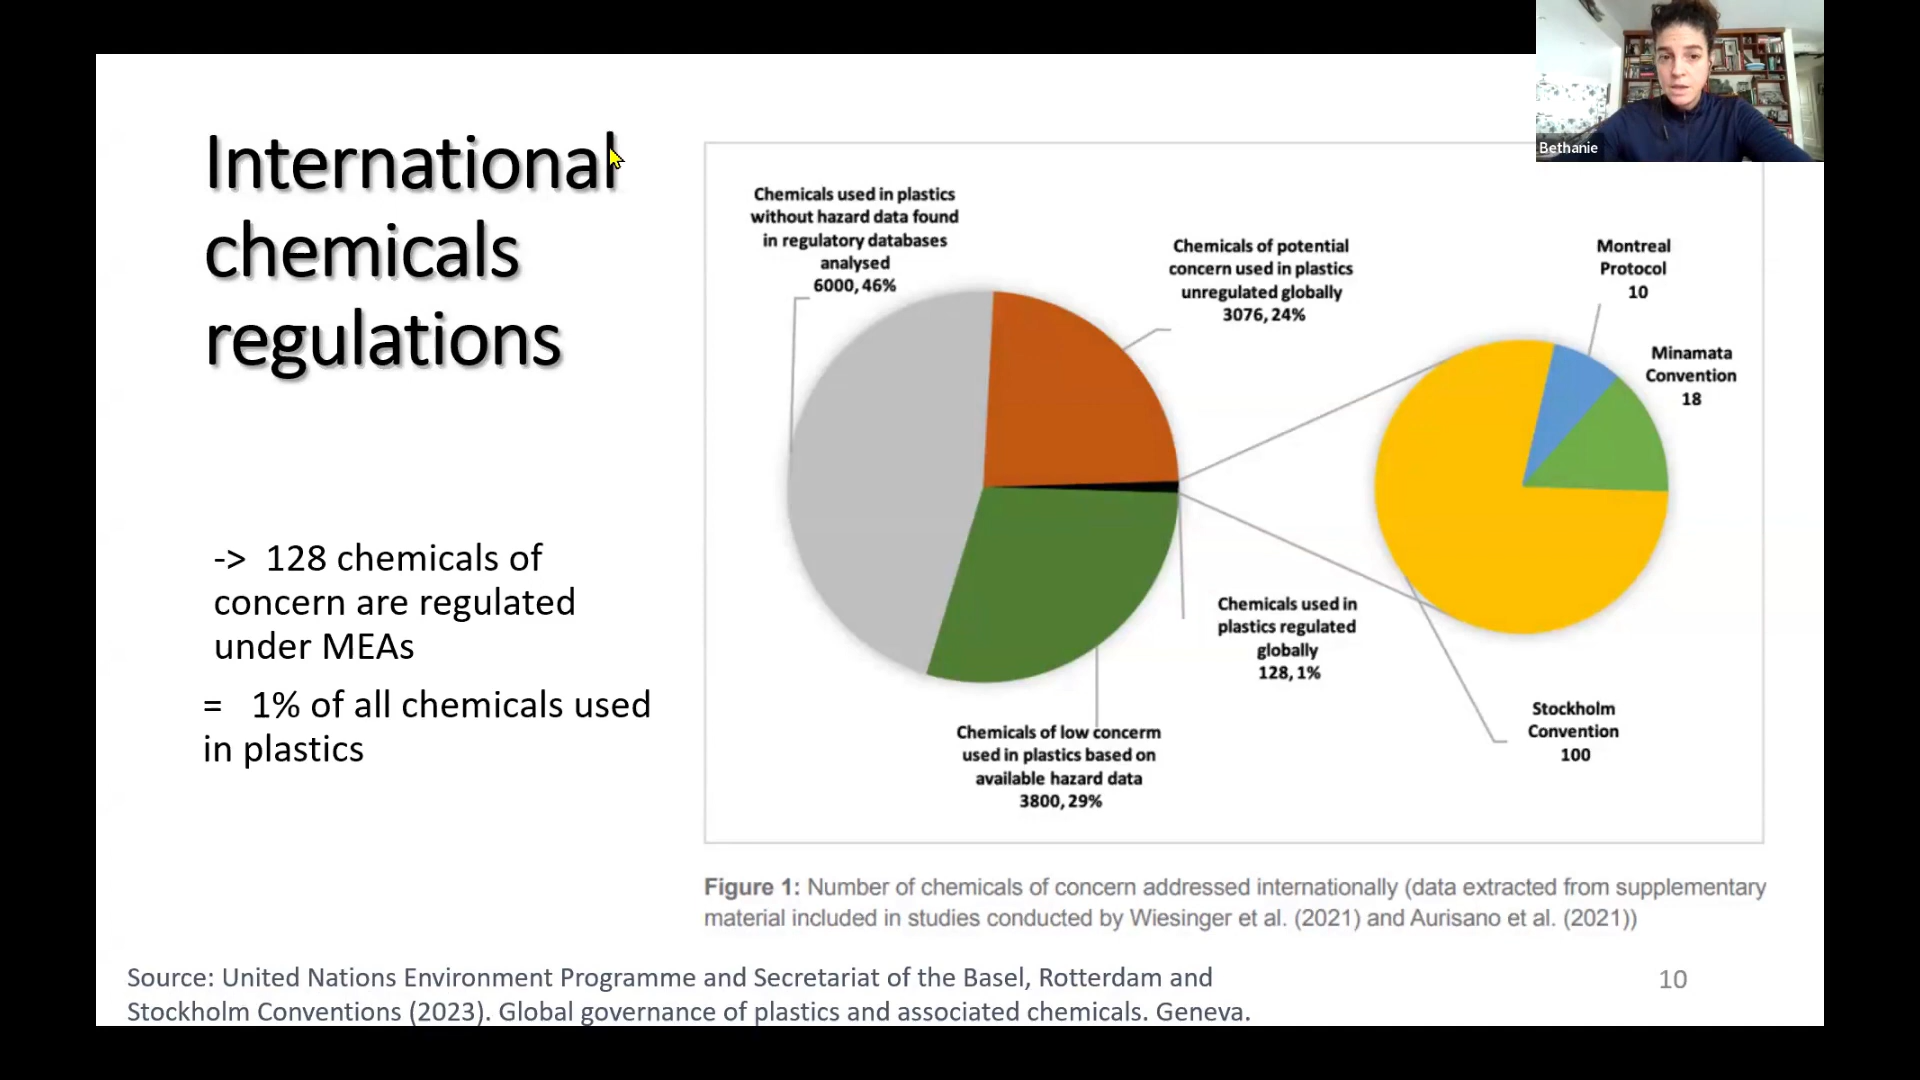 International
chemicals
regulations
-> 128 chemicals of
concern are regulated
under MEAs
= 1% of all chemicals used
in plastics
Chemicals used in plastics
without hazard data found
in regulatory databases
analysed
6000, 46%
Chemicals of potential
concern used in plastics
unregulated globally
3076, 24%
Montreal
Protocol
10
Minamata
Convention
18
Chemicals used in
plastics regulated
globally
128, 1%
Stockholm
Convention
100
Chemicals of low concerm
used in plastics based on
available hazard data
3800, 29%
Figure 1: Number of chemicals of concern addressed internationally (data extracted from supplementary
material included in studies conducted by Wiesinger et al. (2021) and Aurisano et al. (2021))
Source: United Nations Environment Programme and Secretariat of the Basel, Rotterdam and
Stockholm Conventions (2023). Global governance of plastics and associated chemicals. Geneva.
10
Bethanie